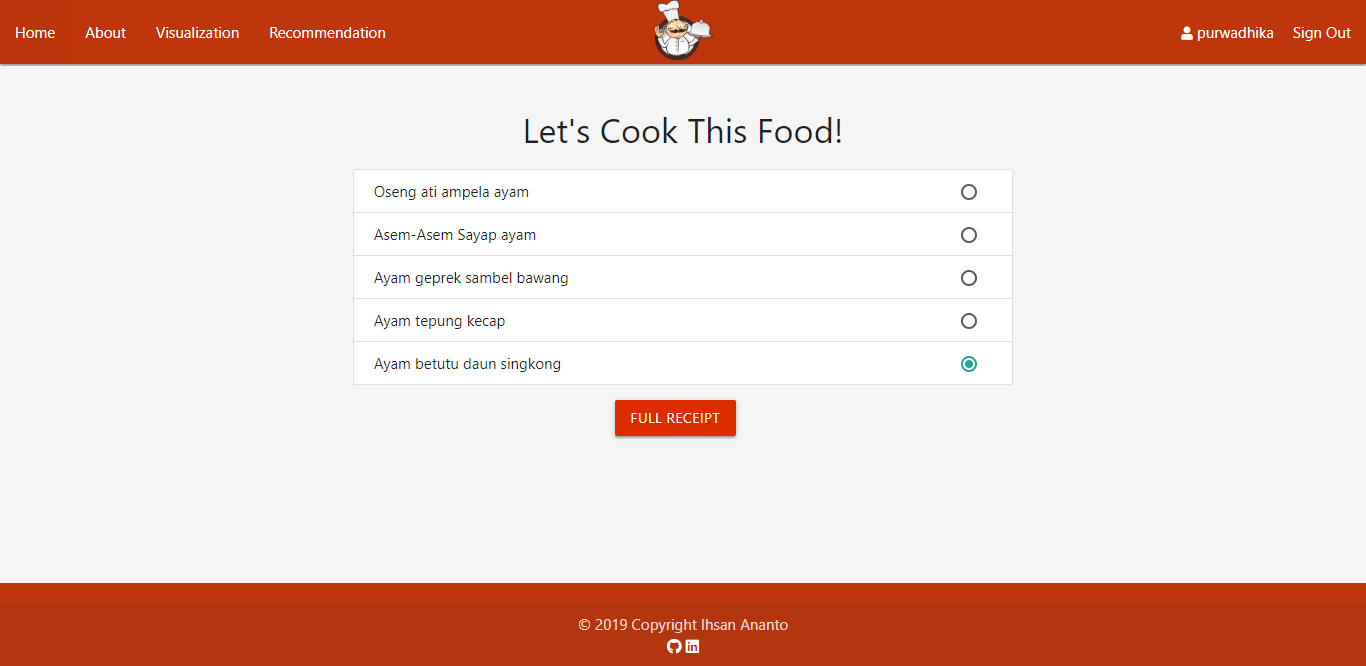 Home About Visualization Recommendation purwadhika Sign Out
Let's Cook This Food!
Oseng ati ampela ayam
Asem-Asem Sayap ayam
Ayam geprek sambel bawang
Ayam tepung kecap
Ayam betutu daun singkong
FULL RECEIPT
© 2019 Copyright Ihsan Ananto